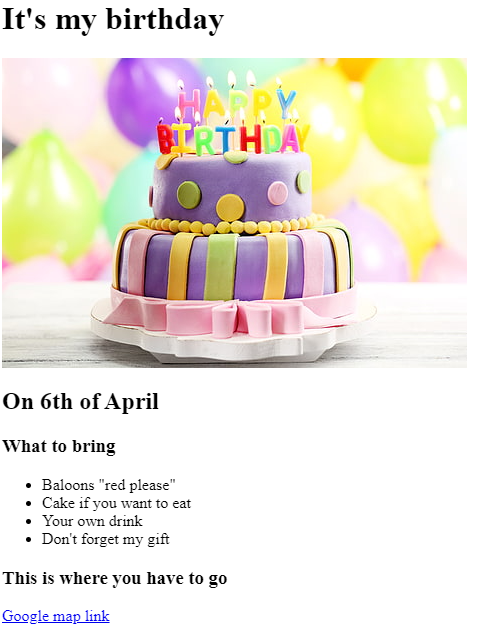 It's my birthday
HAPPY
BIRTHDAY
On 6th of April
What to bring
Baloons "red please"
Cake if you want to eat
Your own drink
Don't forget my gift
This is where you have to go
Google map link